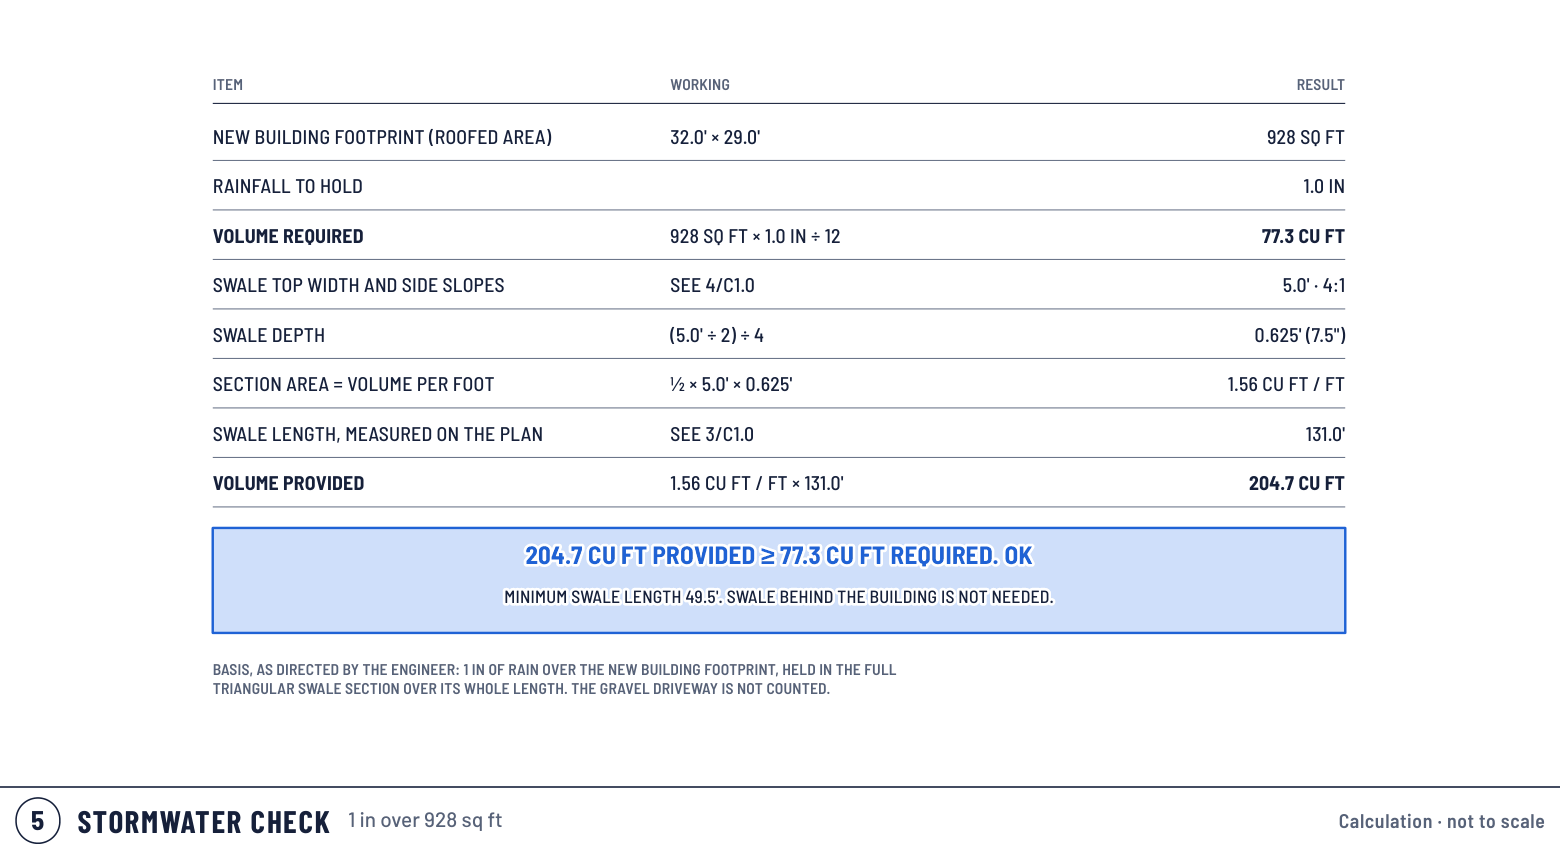 ITEM WORKING RESULT
NEW BUILDING FOOTPRINT (ROOFED AREA) 32.0' × 29.0' 928 SQ FT
RAINFALL TO HOLD 1.0 IN
VOLUME REQUIRED 928 SQ FT × 1.0 IN ÷ 12 77.3 CU FT
SWALE TOP WIDTH AND SIDE SLOPES SEE 4/C1.0 5.0' · 4:1
SWALE DEPTH (5.0' ÷ 2) ÷ 4 0.625' (7.5")
SECTION AREA = VOLUME PER FOOT ½ × 5.0' × 0.625' 1.56 CU FT / FT
SWALE LENGTH, MEASURED ON THE PLAN SEE 3/C1.0 131.0'
VOLUME PROVIDED 1.56 CU FT / FT × 131.0' 204.7 CU FT
204.7 CU FT PROVIDED ≥ 77.3 CU FT REQUIRED. OK
MINIMUM SWALE LENGTH 49.5'. SWALE BEHIND THE BUILDING IS NOT NEEDED.
BASIS, AS DIRECTED BY THE ENGINEER: 1 IN OF RAIN OVER THE NEW BUILDING FOOTPRINT, HELD IN THE FULL
TRIANGULAR SWALE SECTION OVER ITS WHOLE LENGTH. THE GRAVEL DRIVEWAY IS NOT COUNTED.
5 STORMWATER CHECK 1 in over 928 sq ft Calculation · not to scale